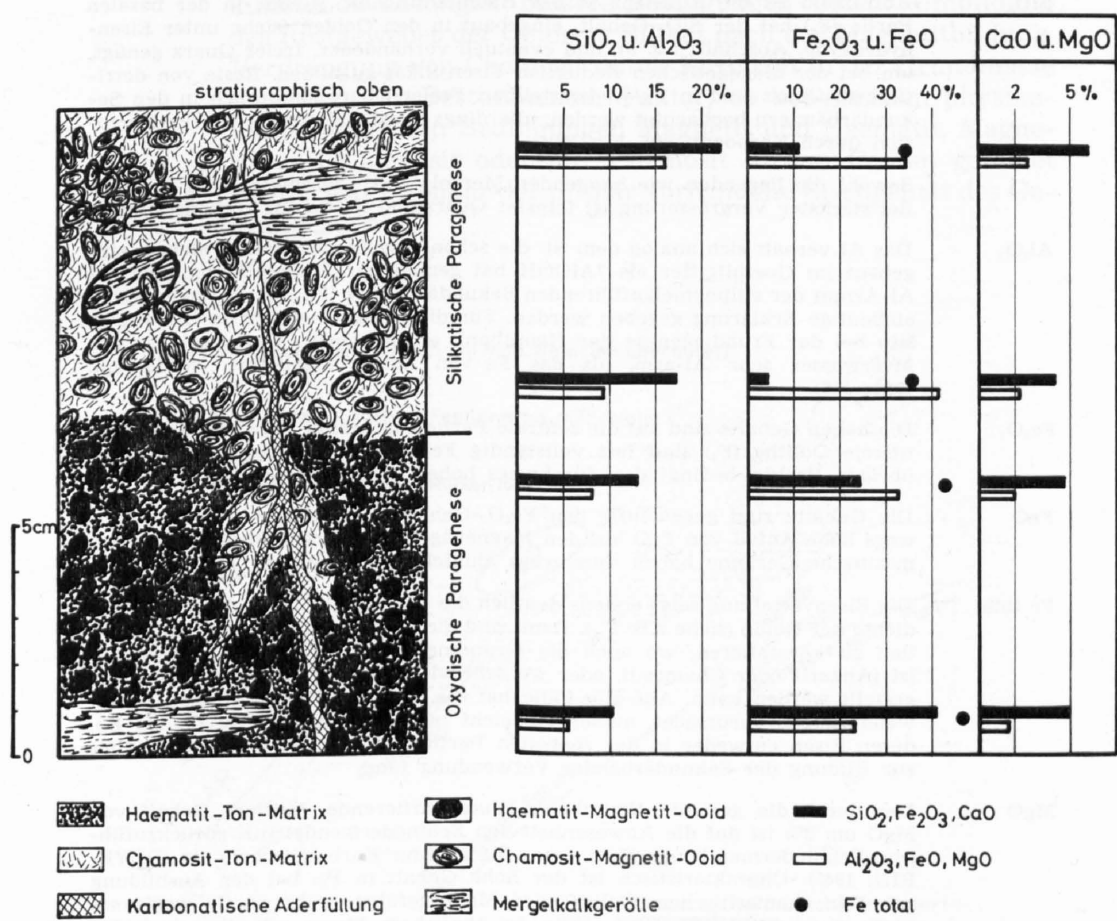 SiO2 u. Al2O3 Fe2O3 u. FeO CaO u. MgO
5 10 15 20 % 10 20 30 40 % 2 5 %
stratigraphisch oben
Silikatische Paragenese
Oxydische Paragenese
5cm
0
Haematit-Ton-Matrix
Chamosit-Ton-Matrix
Karbonatische Aderfüllung
Haematit-Magnetit-Ooid
Chamosit-Magnetit-Ooid
Mergelkalkgerölle
SiO2, Fe2O3, CaO
Al2O3, FeO, MgO
Fe total